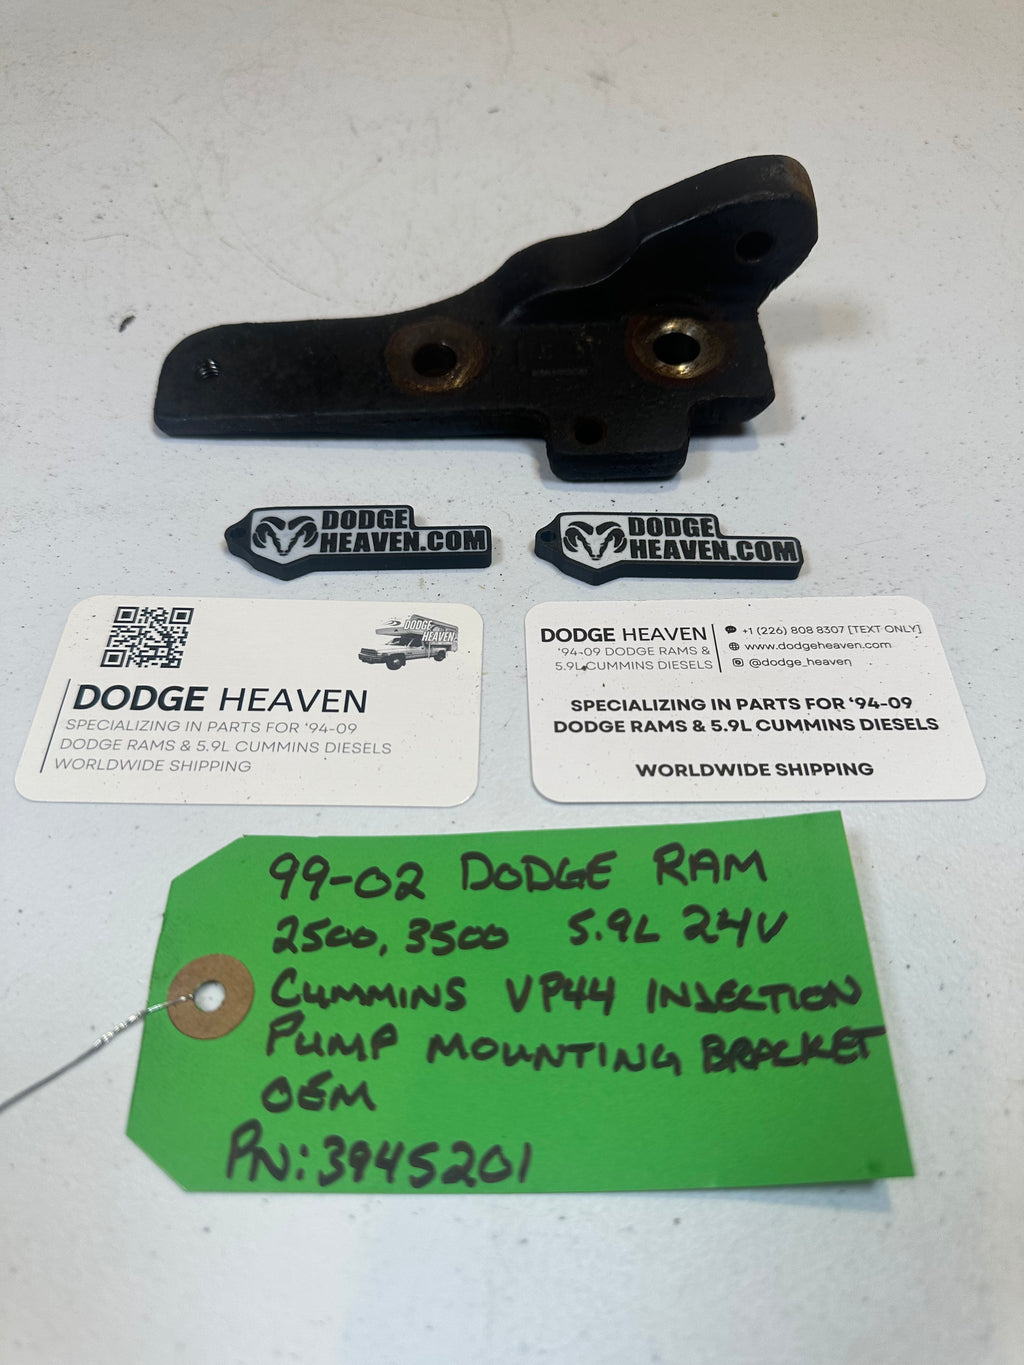 DODGE
HEAVEN.COM
DODGE
HEAVEN.COM
DODGE
HEAVEN
DODGE HEAVEN
SPECIALIZING IN PARTS FOR ‘94-09
DODGE RAMS & 5.9L CUMMINS DIESELS
WORLDWIDE SHIPPING
DODGE HEAVEN
‘94-09 DODGE RAMS &
5.9L CUMMINS DIESELS
+1 (226) 808 8307 [TEXT ONLY]
www.dodgeheaven.com
@dodge_heaven
SPECIALIZING IN PARTS FOR ‘94-09
DODGE RAMS & 5.9L CUMMINS DIESELS
WORLDWIDE SHIPPING
99-02 DODGE RAM
2500, 3500 5.9L 24V
CUMMINS VP44 INJECTION
PUMP MOUNTING BRACKET
OEM
PN: 3945201